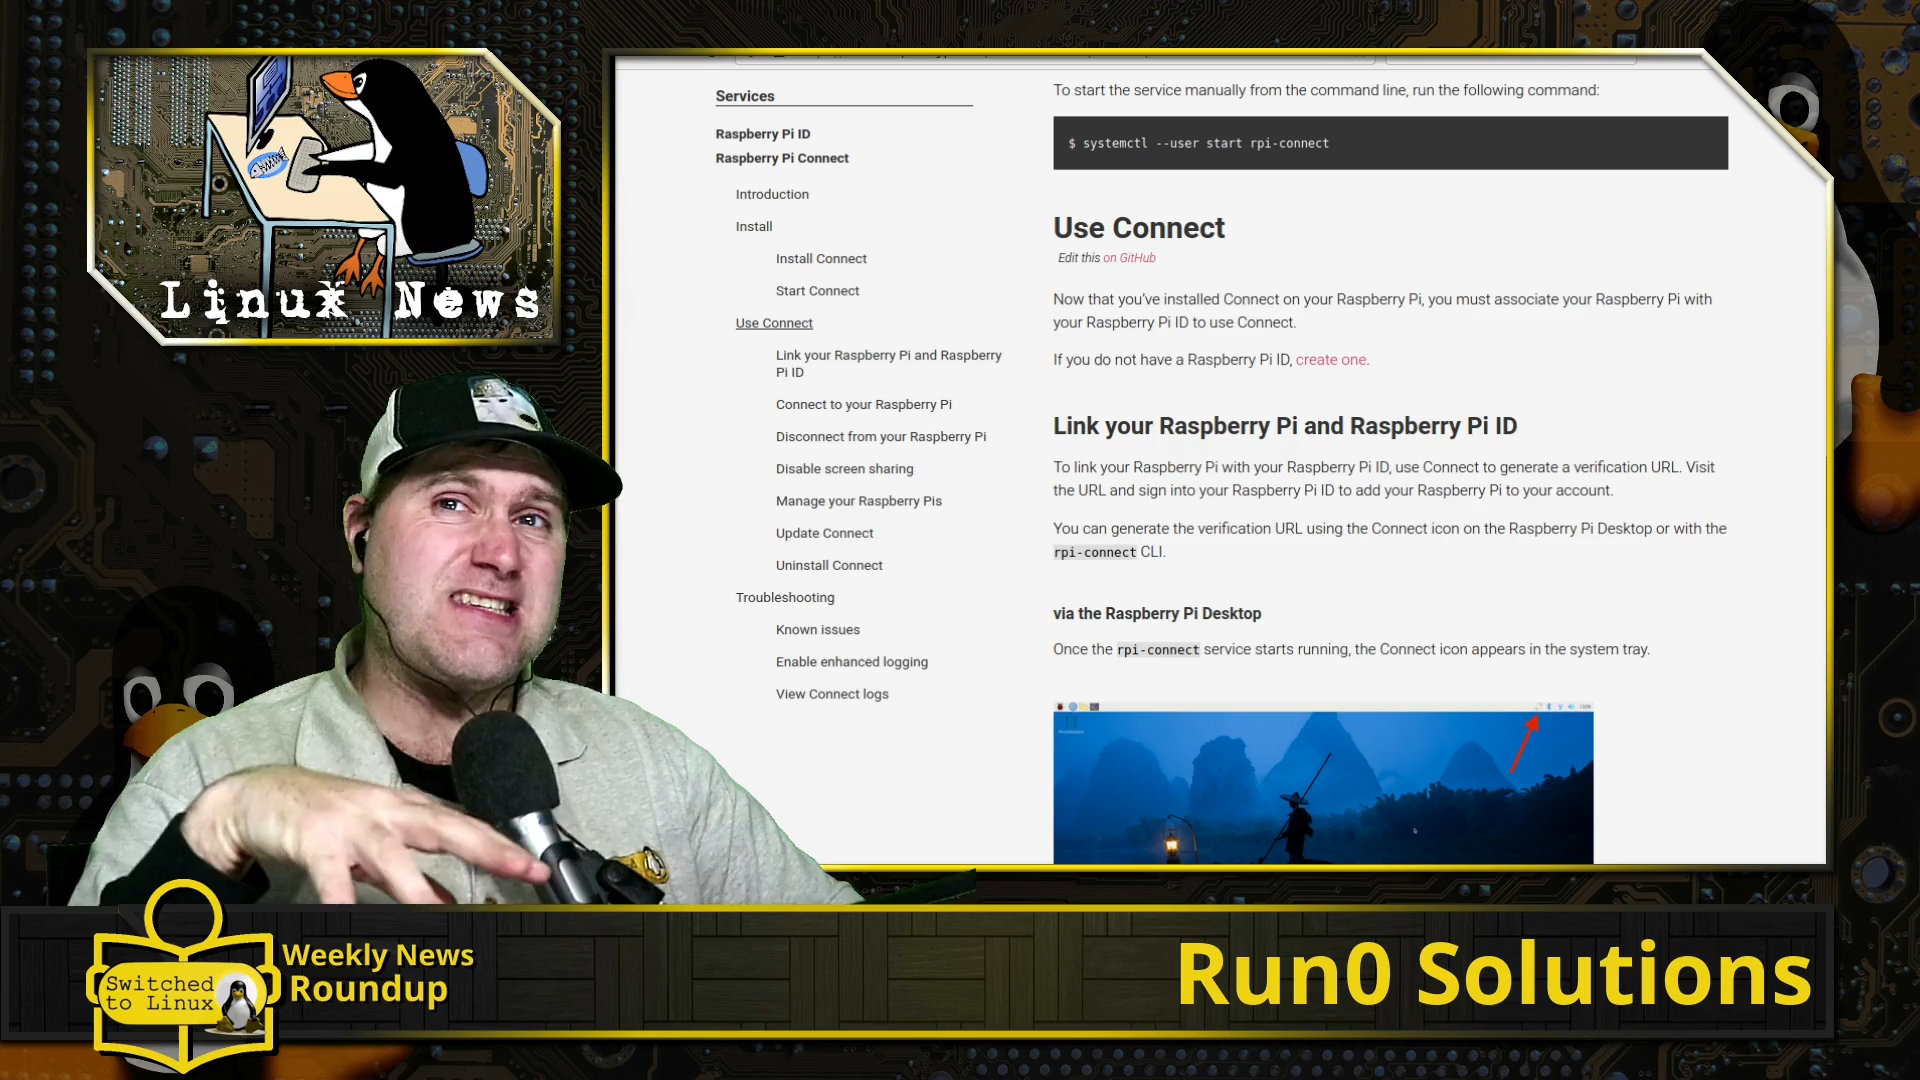 Linux News
Services
Raspberry Pi ID
Raspberry Pi Connect
Introduction
Install
Install Connect
Start Connect
Use Connect
Link your Raspberry Pi and Raspberry
Pi ID
Connect to your Raspberry Pi
Disconnect from your Raspberry Pi
Disable screen sharing
Manage your Raspberry Pis
Update Connect
Uninstall Connect
Troubleshooting
Known issues
Enable enhanced logging
View Connect logs
To start the service manually from the command line, run the following command:
$ systemctl --user start rpi-connect
Use Connect
Edit this on GitHub
Now that you've installed Connect on your Raspberry Pi, you must associate your Raspberry Pi with
your Raspberry Pi ID to use Connect.
If you do not have a Raspberry Pi ID, create one.
Link your Raspberry Pi and Raspberry Pi ID
To link your Raspberry Pi with your Raspberry Pi ID, use Connect to generate a verification URL. Visit
the URL and sign into your Raspberry Pi ID to add your Raspberry Pi to your account.
You can generate the verification URL using the Connect icon on the Raspberry Pi Desktop or with the
rpi-connect CLI.
via the Raspberry Pi Desktop
Once the rpi-connect service starts running, the Connect icon appears in the system tray.
Switched
to Linux
Weekly News
Roundup
Run0 Solutions